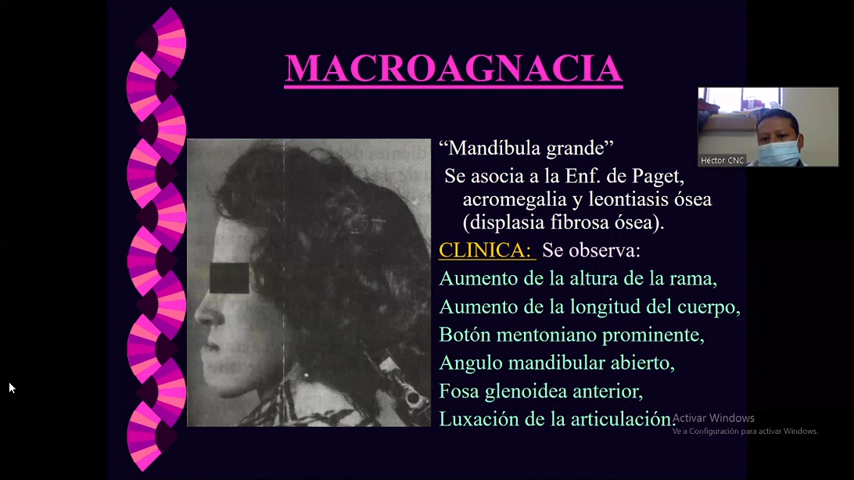 MACROAGNACIA
“Mandíbula grande”
Se asocia a la Enf. de Paget,
acromegalia y leontiasis ósea
(displasia fibrosa ósea).
CLINICA: Se observa:
Aumento de la altura de la rama,
Aumento de la longitud del cuerpo,
Botón mentoniano prominente,
Angulo mandibular abierto,
Fosa glenoidea anterior,
Luxación de la articulación.
Héctor CNC
Activar Windows
Ve a Configuración para activar Windows.